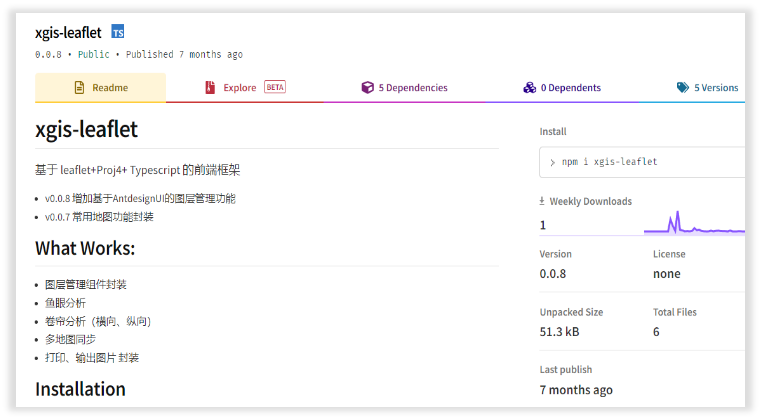 xgis-leaflet TS
0.0.8 • Public • Published 7 months ago
Readme
Explore BETA
5 Dependencies
0 Dependents
5 Versions
xgis-leaflet
基于 leaflet+Proj4+ Typescript 的前端框架
• v0.0.8 增加基于AntdesignUI的图层管理功能
• v0.0.7 常用地图功能封装
What Works:
• 图层管理组件封装
• 鱼眼分析
• 卷帘分析（横向、纵向）
• 多地图同步
• 打印、输出图片 封装
Installation
Install
> npm i xgis-leaflet
Weekly Downloads
1
Version
License
0.0.8
none
Unpacked Size
Total Files
51.3 kB
6
Last publish
7 months ago